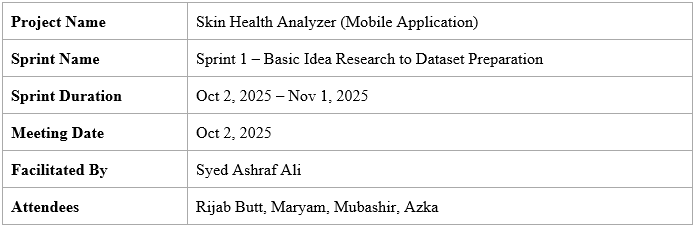 Project Name Skin Health Analyzer (Mobile Application)
Sprint Name Sprint 1 – Basic Idea Research to Dataset Preparation
Sprint Duration Oct 2, 2025 – Nov 1, 2025
Meeting Date Oct 2, 2025
Facilitated By Syed Ashraf Ali
Attendees Rijab Butt, Maryam, Mubashir, Azka